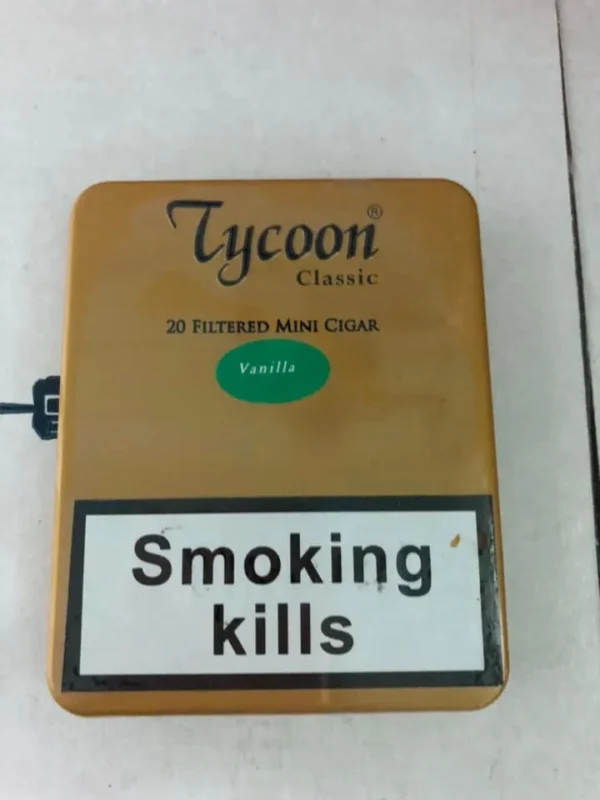 Tycoon®
Classic
20 FILTERED MINI CIGAR
Vanilla
Smoking
kills